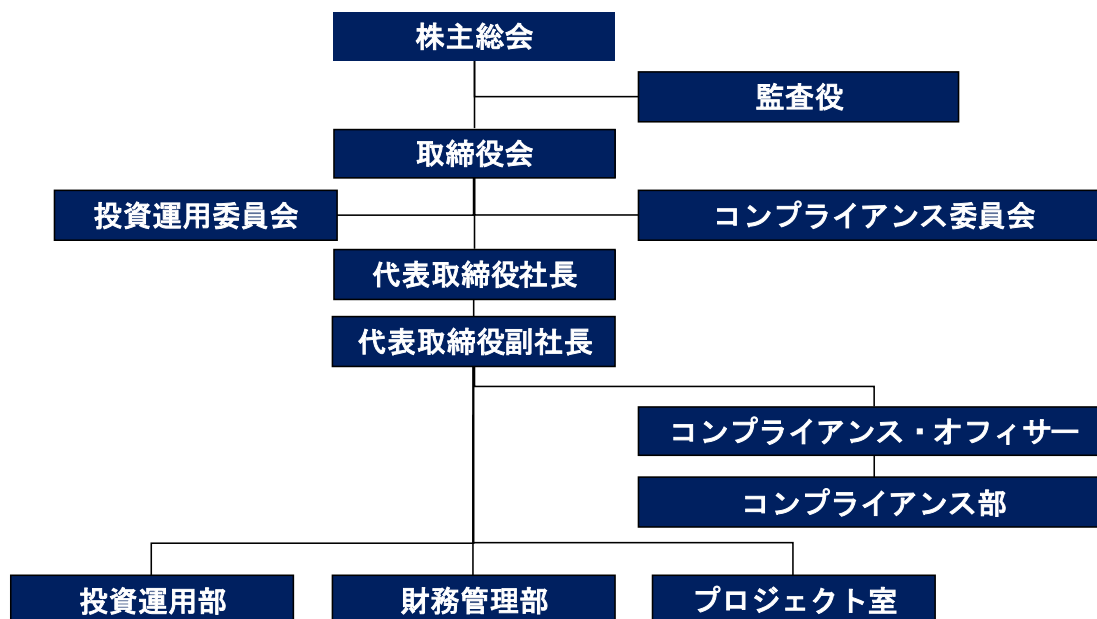 株主総会
監査役
取締役会
投資運用委員会
コンプライアンス委員会
代表取締役社長
代表取締役副社長
コンプライアンス・オフィサー
コンプライアンス部
投資運用部
財務管理部
プロジェクト室